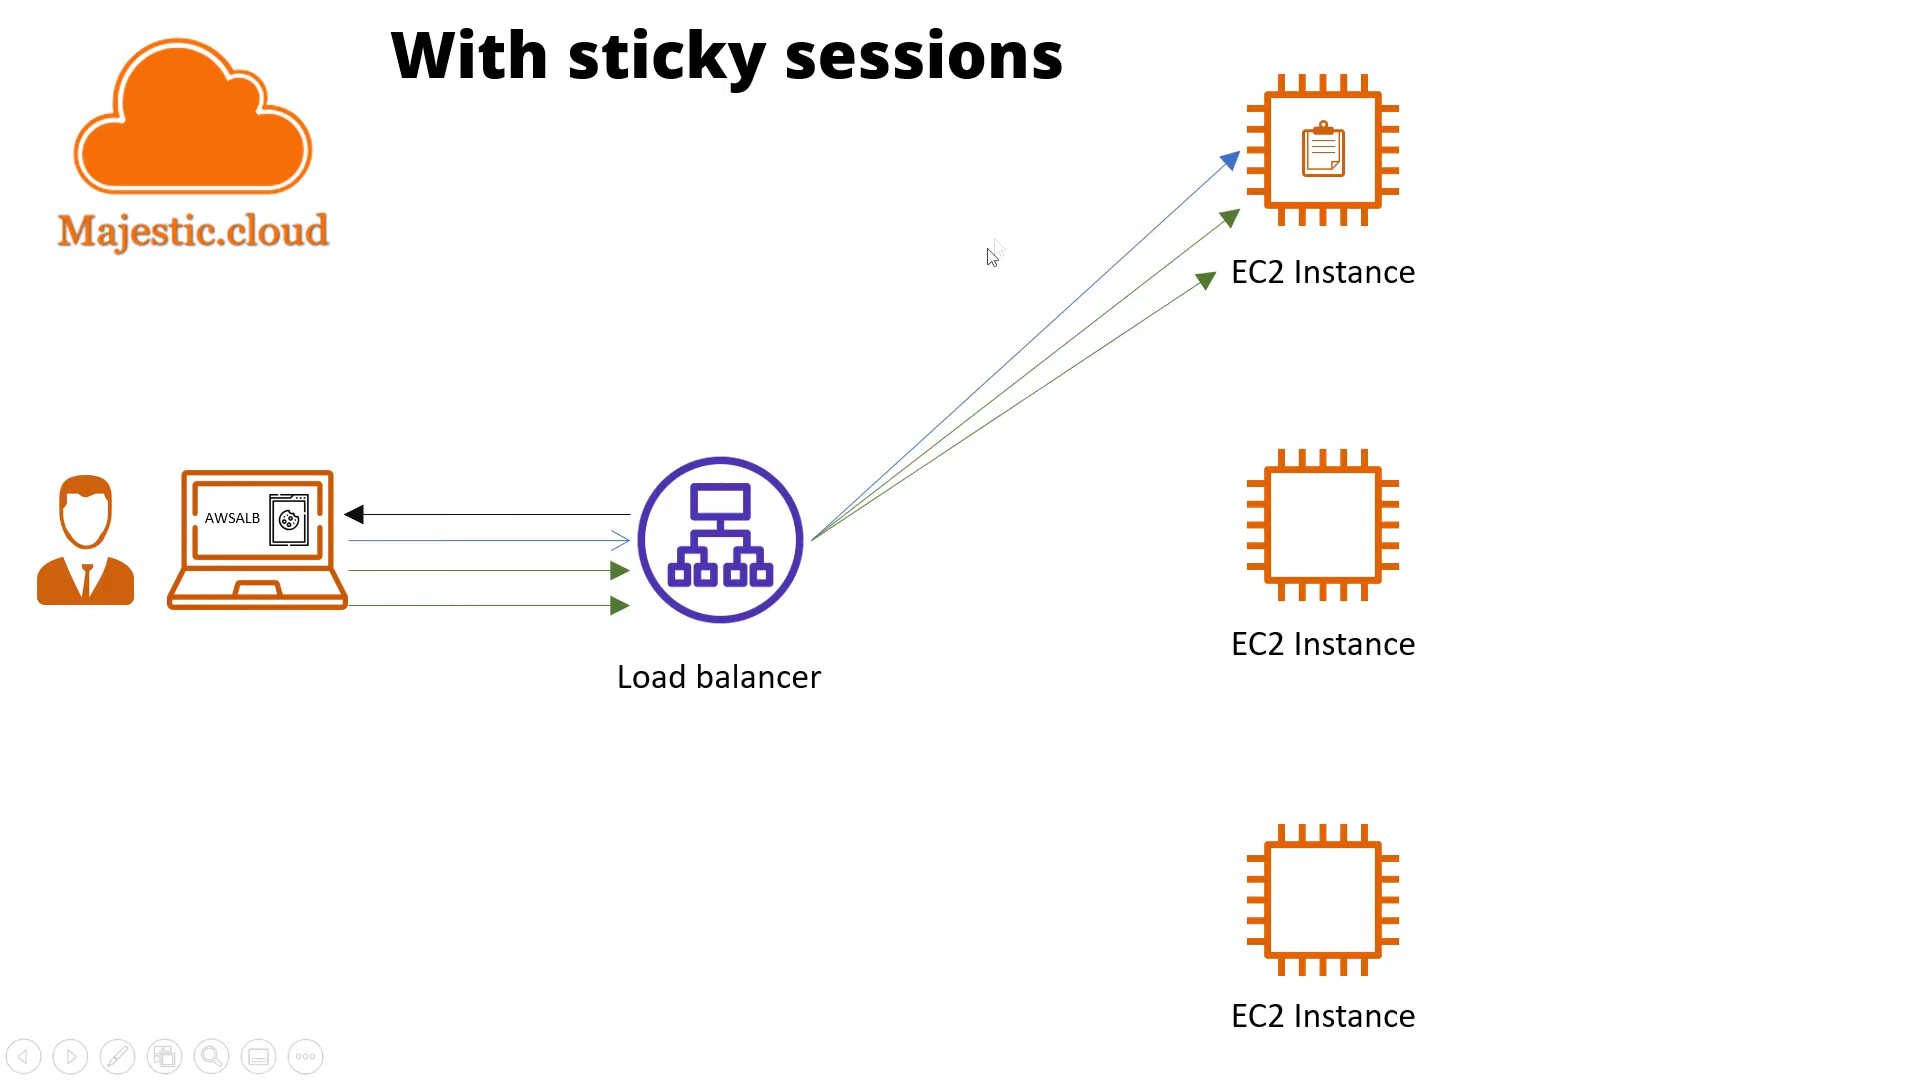 With sticky sessions
Majestic.cloud
EC2 Instance
AWSALB
EC2 Instance
Load balancer
EC2 Instance